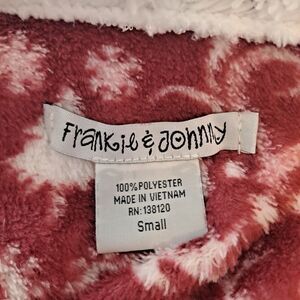 Frankie & Johnny
100% POLYESTER
MADE IN VIETNAM
RN: 138120
Small